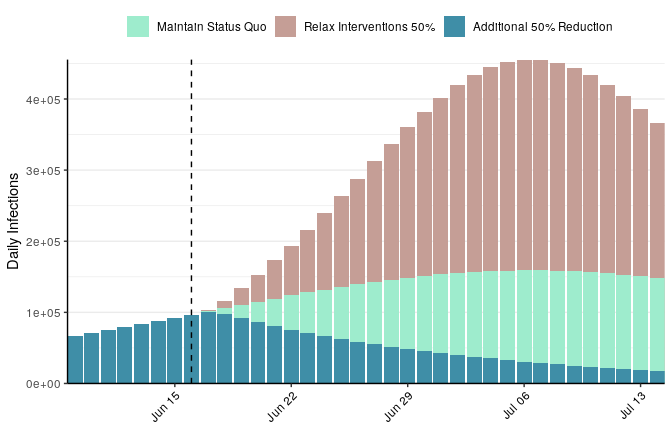 Maintain Status Quo Relax Interventions 50% Additional 50% Reduction
Daily Infections
4e+05
3e+05
2e+05
1e+05
0e+00
Jun 15 Jun 22 Jun 29 Jul 06 Jul 13